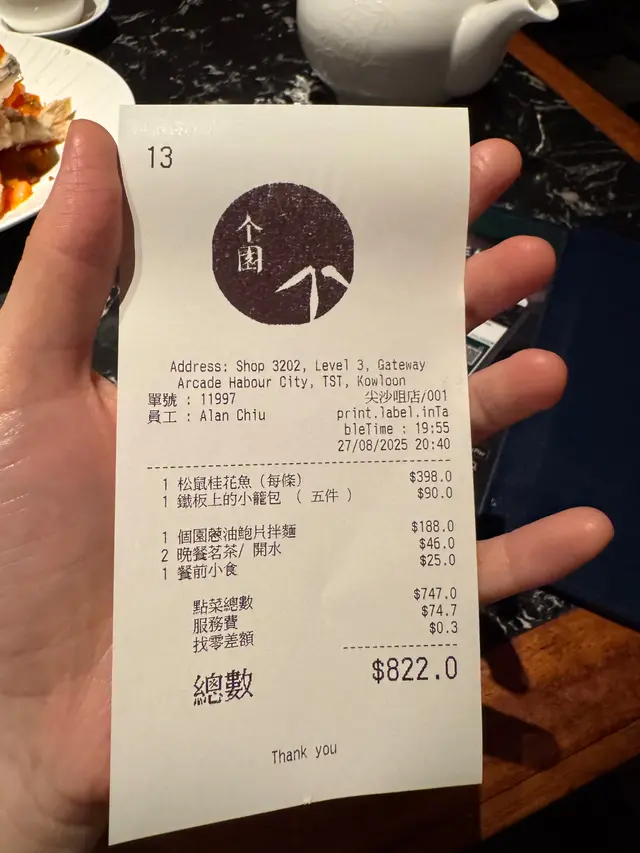 13
个
園
Address: Shop 3202, Level 3, Gateway
Arcade Habour City, TST, Kowloon
單號 : 11997 尖沙咀店/001
員工 : Alan Chiu print.label.inTa
bleTime : 19:55
27/08/2025 20:40
1 松鼠桂花魚(每條) $398.0
1 鐵板上的小籠包 ( 五件 ) $90.0
1 個園蔥油鮑片拌麵 $188.0
2 晚餐茗茶/ 開水 $46.0
1 餐前小食 $25.0
點菜總數 $747.0
服務費 $74.7
找零差額 $0.3
總數 $822.0
Thank you